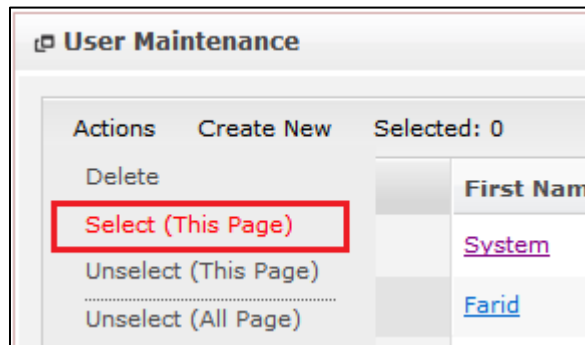 User Maintenance
Actions Create New Selected: 0
Delete
First Nam
Select (This Page)
System
Unselect (This Page)
Farid
Unselect (All Page)